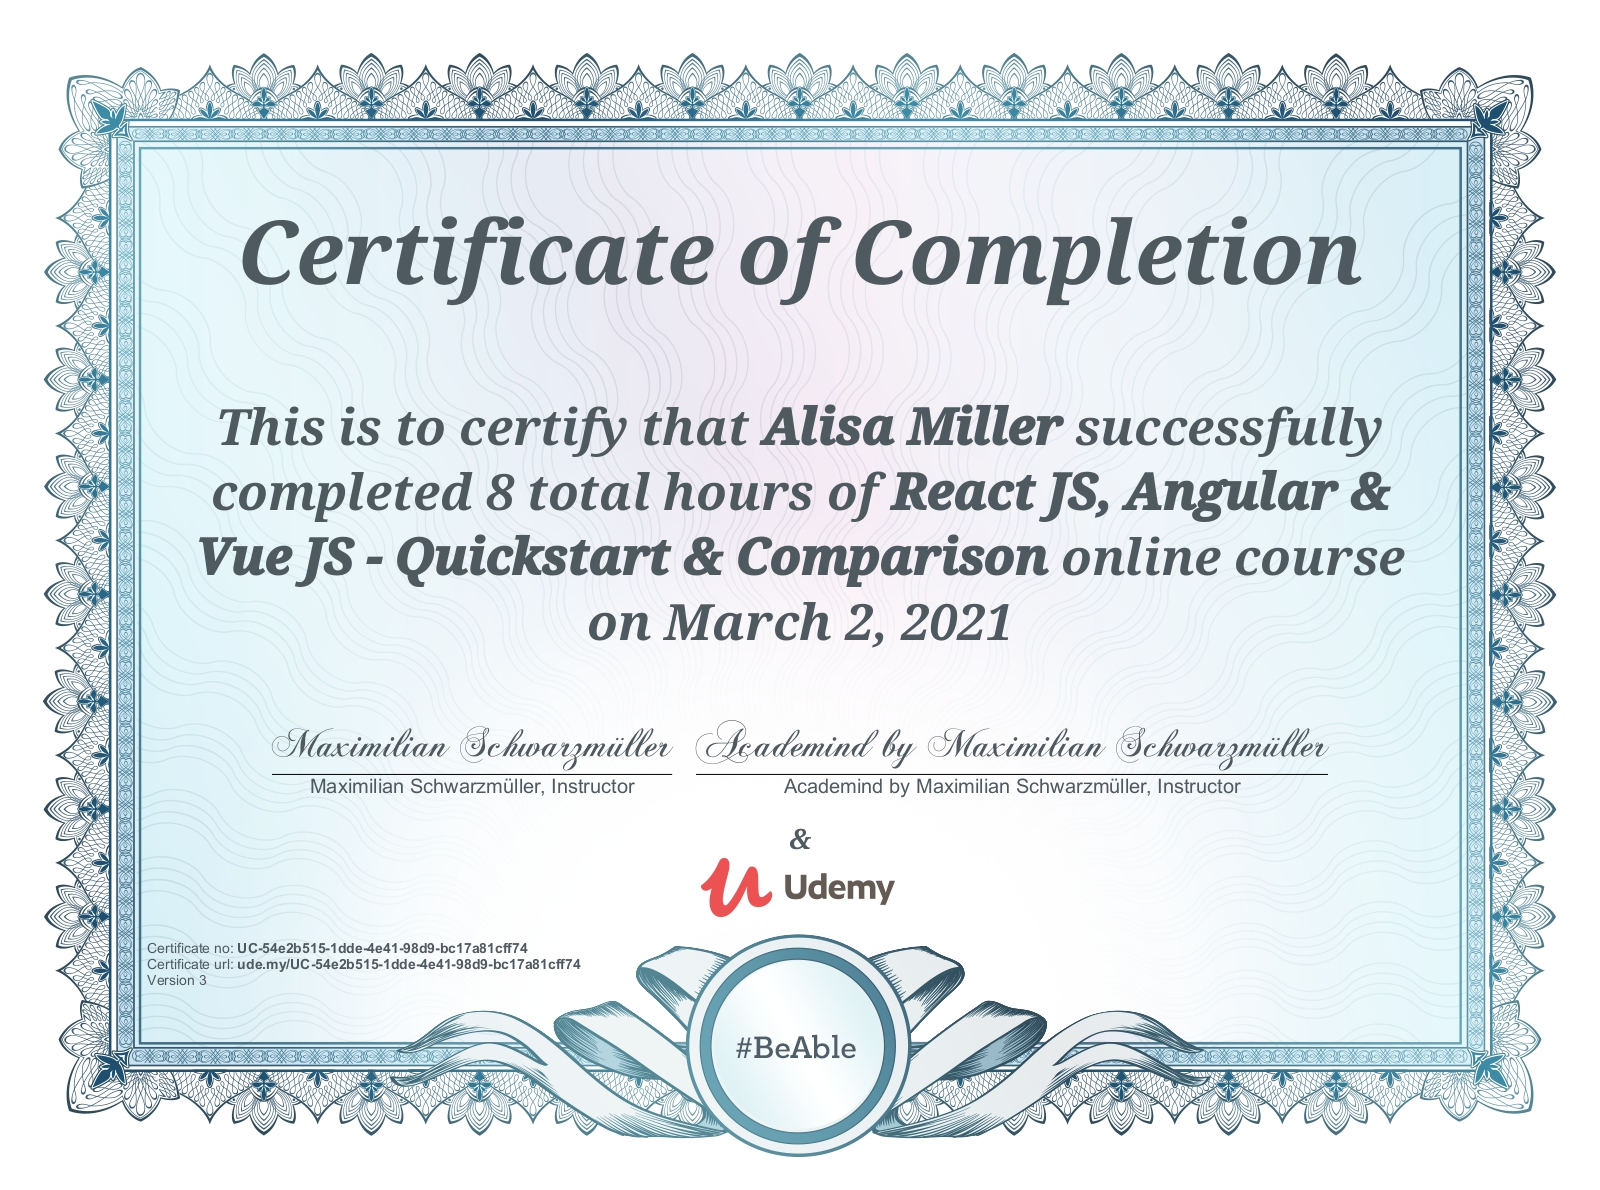 Certificate of Completion
This is to certify that Alisa Miller successfully
completed 8 total hours of React JS, Angular &
Vue JS - Quickstart & Comparison online course
on March 2, 2021
Maximilian Schwarzmüller Academind by Maximilian Schwarzmüller
Maximilian Schwarzmüller, Instructor Academind by Maximilian Schwarzmüller, Instructor
&
Udemy
Certificate no: UC-54e2b515-1dde-4e41-98d9-bc17a81cff74
Certificate url: ude.my/UC-54e2b515-1dde-4e41-98d9-bc17a81cff74
Version 3
#BeAble